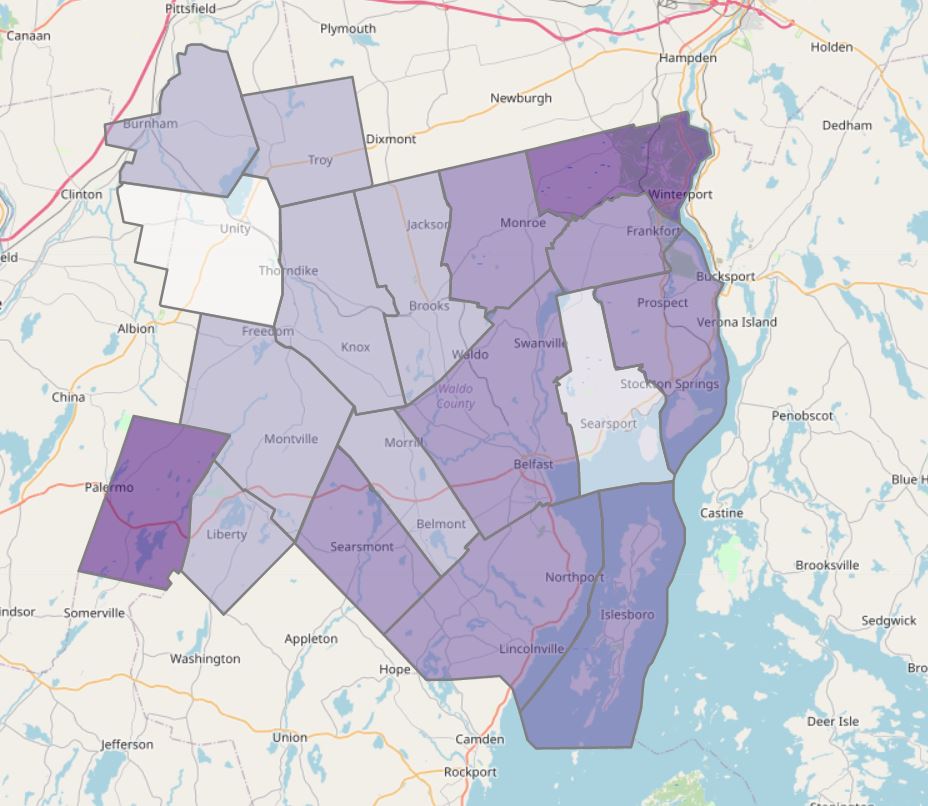 Pittsfield
Canaan
Plymouth
Holden
Hampden
Newburgh
Burnham
Dedham
Dixmont
Troy
Clinton
Winterport
Unity
Jackson
Monroe
Frankfort
Thorndike
Bucksport
Brooks
Prospect
Albion
Freedom
Verona Island
Knox
Swanville
Waldo
Waldo
County
Stockton Springs
China
Penobscot
Searsport
Montville
Morrill
Belfast
Palermo
Blue H
Castine
Belmont
Liberty
Searsmont
Brooksville
Northport
Somerville
Islesboro
Sedgwick
Appleton
Lincolnville
Washington
Hope
Deer Isle
Union
Camden
Jefferson
Rockport